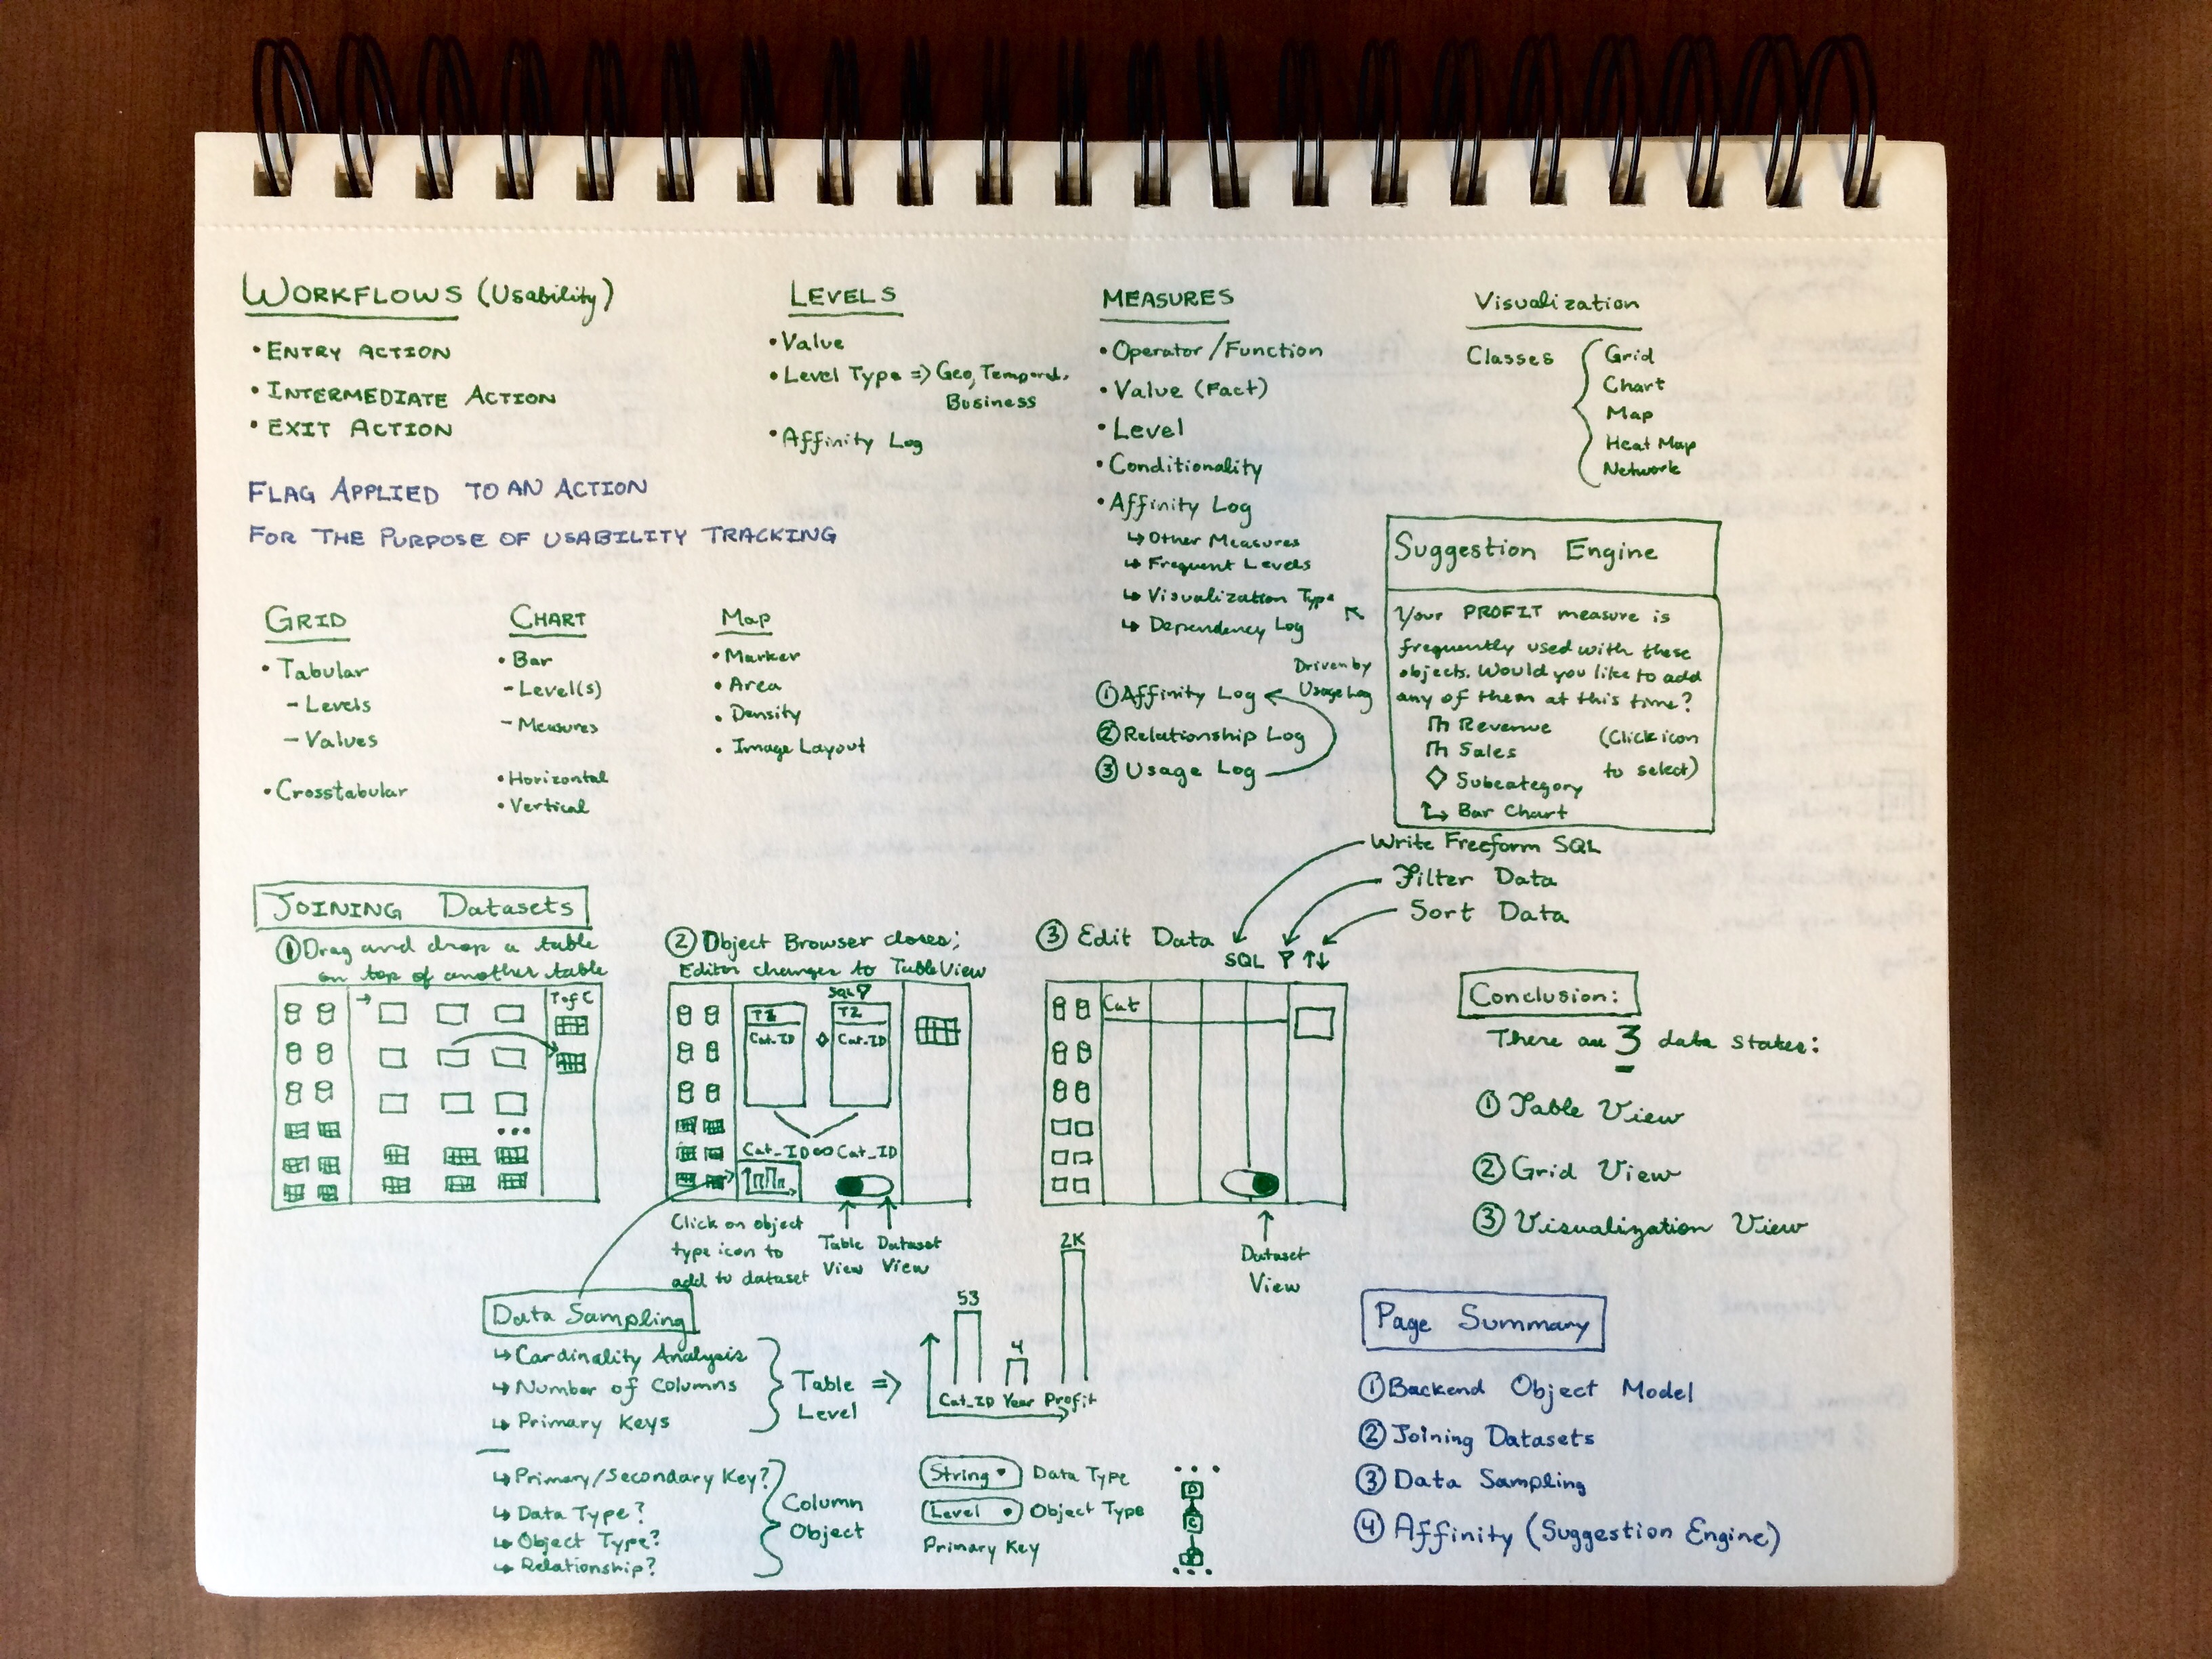 WORKFLOWS (Usability)
• ENTRY ACTION
• INTERMEDIATE ACTION
• EXIT ACTION
FLAG APPLIED TO AN ACTION
FOR THE PURPOSE OF USABILITY TRACKING
LEVELS
• Value
• Level Type => Geo, Temporal,
Business
• Affinity Log
MEASURES
• Operator/Function
• Value (Fact)
• Level
• Conditionality
• Affinity Log
↳ Other Measures
↳ Frequent Levels
↳ Visualization Type
↳ Dependency Log
① Affinity Log
② Relationship Log
③ Usage Log
Driven by
Usage Log
Visualization
Classes
Grid
Chart
Map
Heat Map
Network
Suggestion Engine
Your PROFIT measure is
frequently used with these
objects. Would you like to add
any of them at this time?
Revenue
Sales
Subcategory
Bar Chart
(Click icon
to select)
GRID
• Tabular
– Levels
– Values
• Crosstabular
CHART
• Bar
– Level(s)
– Measures
• Horizontal
• Vertical
MAP
• Marker
• Area
• Density
• Image Layout
JOINING Datasets
① Drag and drop a table
on top of another table
T of C
② Object Browser closes;
Editor changes to Table View
SQL
T1
Cat_ID
T2
Cat_ID
Cat_ID ∞ Cat_ID
Click on object
type icon to
add to dataset
Table
View
Dataset
View
③ Edit Data
Write Freeform SQL
Filter Data
Sort Data
SQL
Cat
Dataset
View
Conclusion:
There are 3 data states:
① Table View
② Grid View
③ Visualization View
Data Sampling
↳ Cardinality Analysis
↳ Number of Columns
↳ Primary Keys
Table =>
Level
53
4
2K
Cat_ID Year Profit
↳ Primary/Secondary Key?
↳ Data Type?
↳ Object Type?
↳ Relationship?
Column
Object
String • Data Type
Level • Object Type
Primary Key
D
C
Page Summary
① Backend Object Model
② Joining Datasets
③ Data Sampling
④ Affinity (Suggestion Engine)